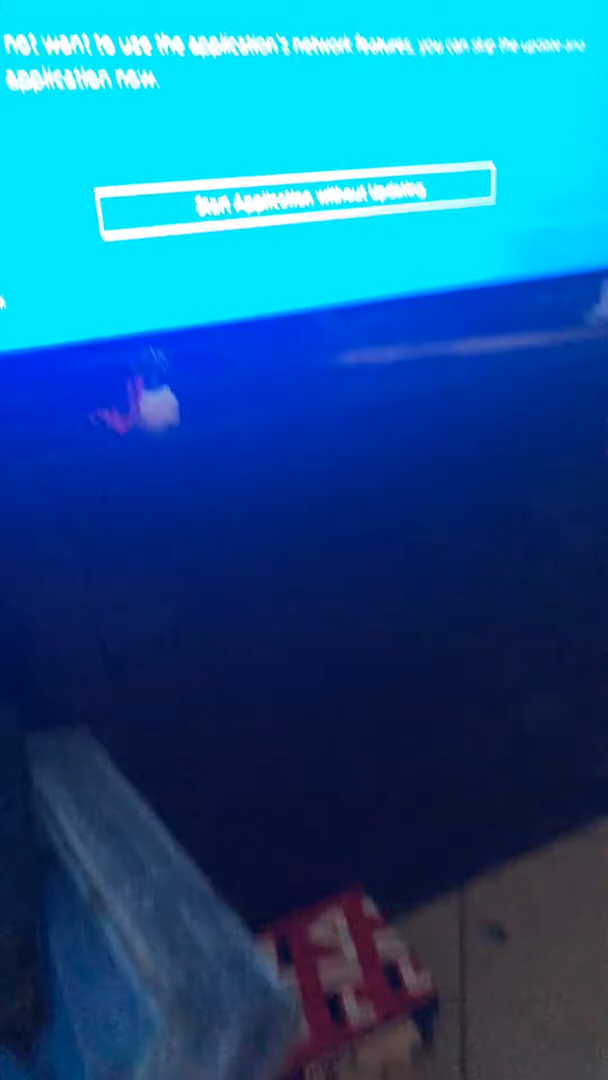 not want to use the application's network features, you can skip the update and
application now.
Start Application without Updating